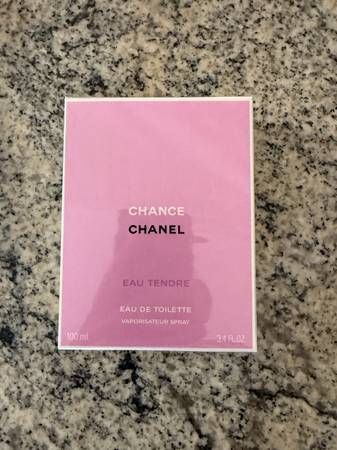 CHANCE
CHANEL
EAU TENDRE
EAU DE TOILETTE
VAPORISATEUR SPRAY
100 ml 3.4 FL.OZ.